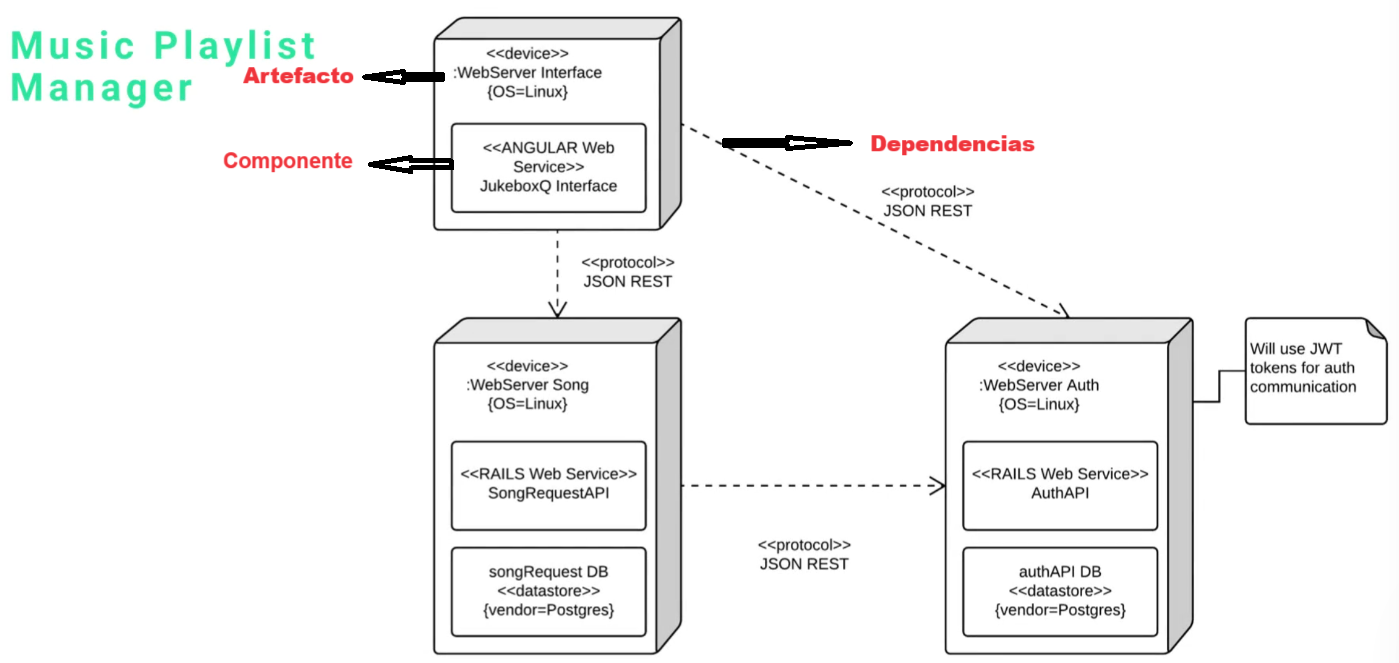 Music Playlist
Manager
Artefacto
Componente
<<device>>
:WebServer Interface
{OS=Linux}
<<ANGULAR Web
Service>>
JukeboxQ Interface
Dependencias
<<protocol>>
JSON REST
<<protocol>>
JSON REST
<<device>>
:WebServer Song
{OS=Linux}
<<RAILS Web Service>>
SongRequestAPI
songRequest DB
<<datastore>>
{vendor=Postgres}
<<protocol>>
JSON REST
<<device>>
:WebServer Auth
{OS=Linux}
<<RAILS Web Service>>
AuthAPI
authAPI DB
<<datastore>>
{vendor=Postgres}
Will use JWT
tokens for auth
communication